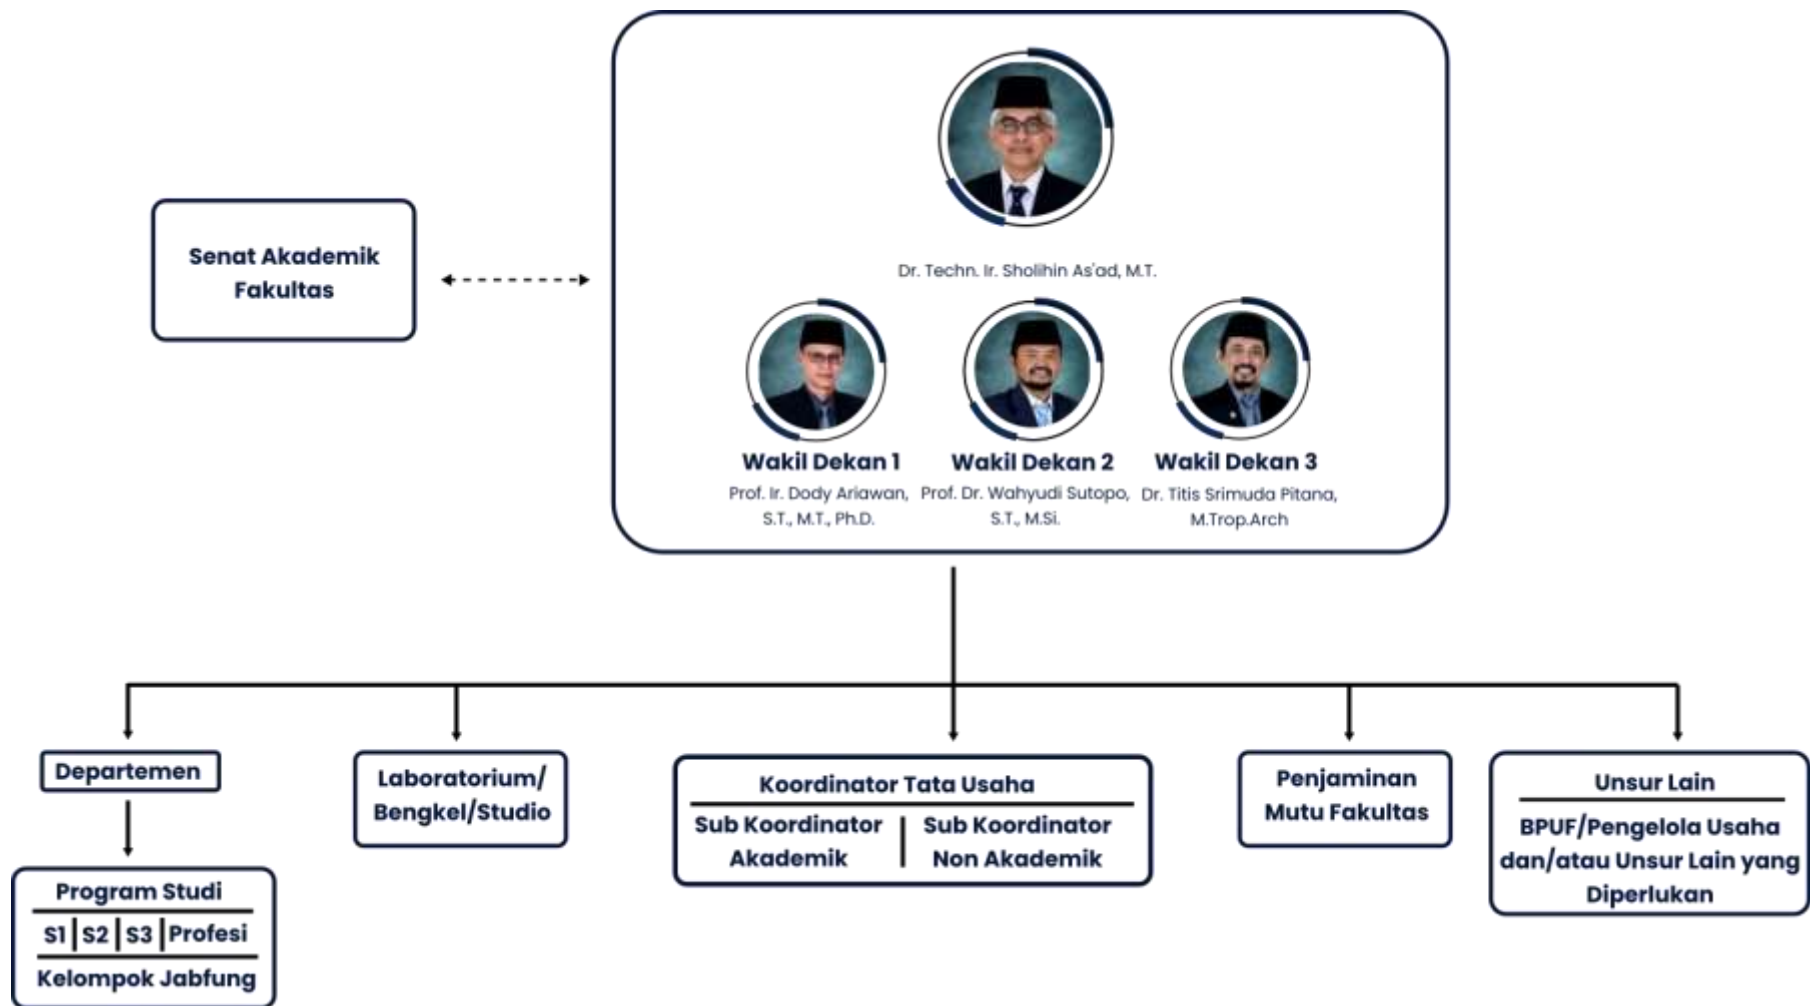 Senat Akademik
Fakultas
Dr. Techn. Ir. Sholihin As'ad, M.T.
Wakil Dekan 1
Prof. Ir. Dody Ariawan,
S.T., M.T., Ph.D.
Wakil Dekan 2
Prof. Dr. Wahyudi Sutopo,
S.T., M.Si.
Wakil Dekan 3
Dr. Titis Srimuda Pitana,
M.Trop.Arch
Departemen
Program Studi
S1 | S2 | S3 | Profesi
Kelompok Jabfung
Laboratorium/
Bengkel/Studio
Koordinator Tata Usaha
Sub Koordinator
Akademik
Sub Koordinator
Non Akademik
Penjaminan
Mutu Fakultas
Unsur Lain
BPUF/Pengelola Usaha
dan/atau Unsur Lain yang
Diperlukan